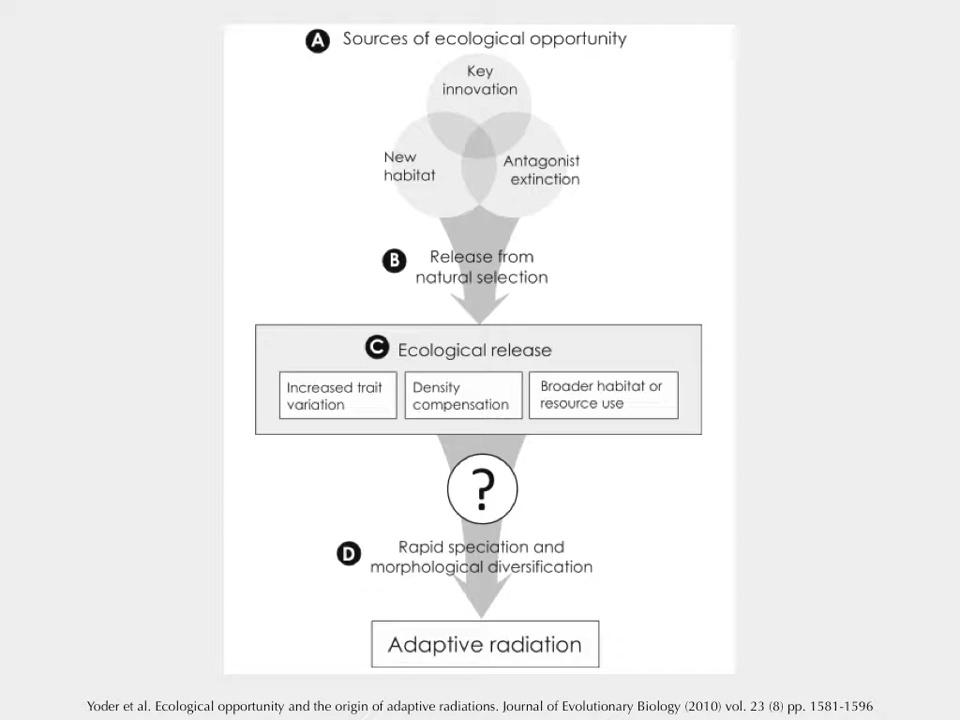 A Sources of ecological opportunity
Key
innovation
New
habitat
Antagonist
extinction
B Release from
natural selection
C Ecological release
Increased trait
variation
Density
compensation
Broader habitat or
resource use
?
D Rapid speciation and
morphological diversification
Adaptive radiation
Yoder et al. Ecological opportunity and the origin of adaptive radiations. Journal of Evolutionary Biology (2010) vol. 23 (8) pp. 1581-1596